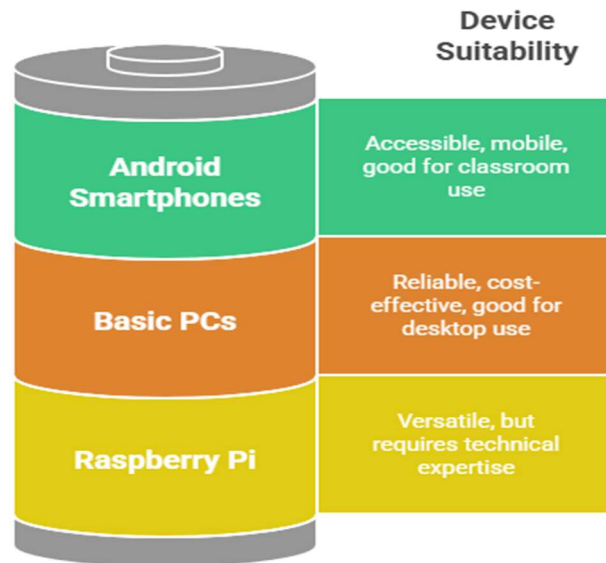 Device
Suitability
Android
Smartphones
Accessible, mobile,
good for classroom
use
Basic PCs
Reliable, cost-
effective, good for
desktop use
Raspberry Pi
Versatile, but
requires technical
expertise